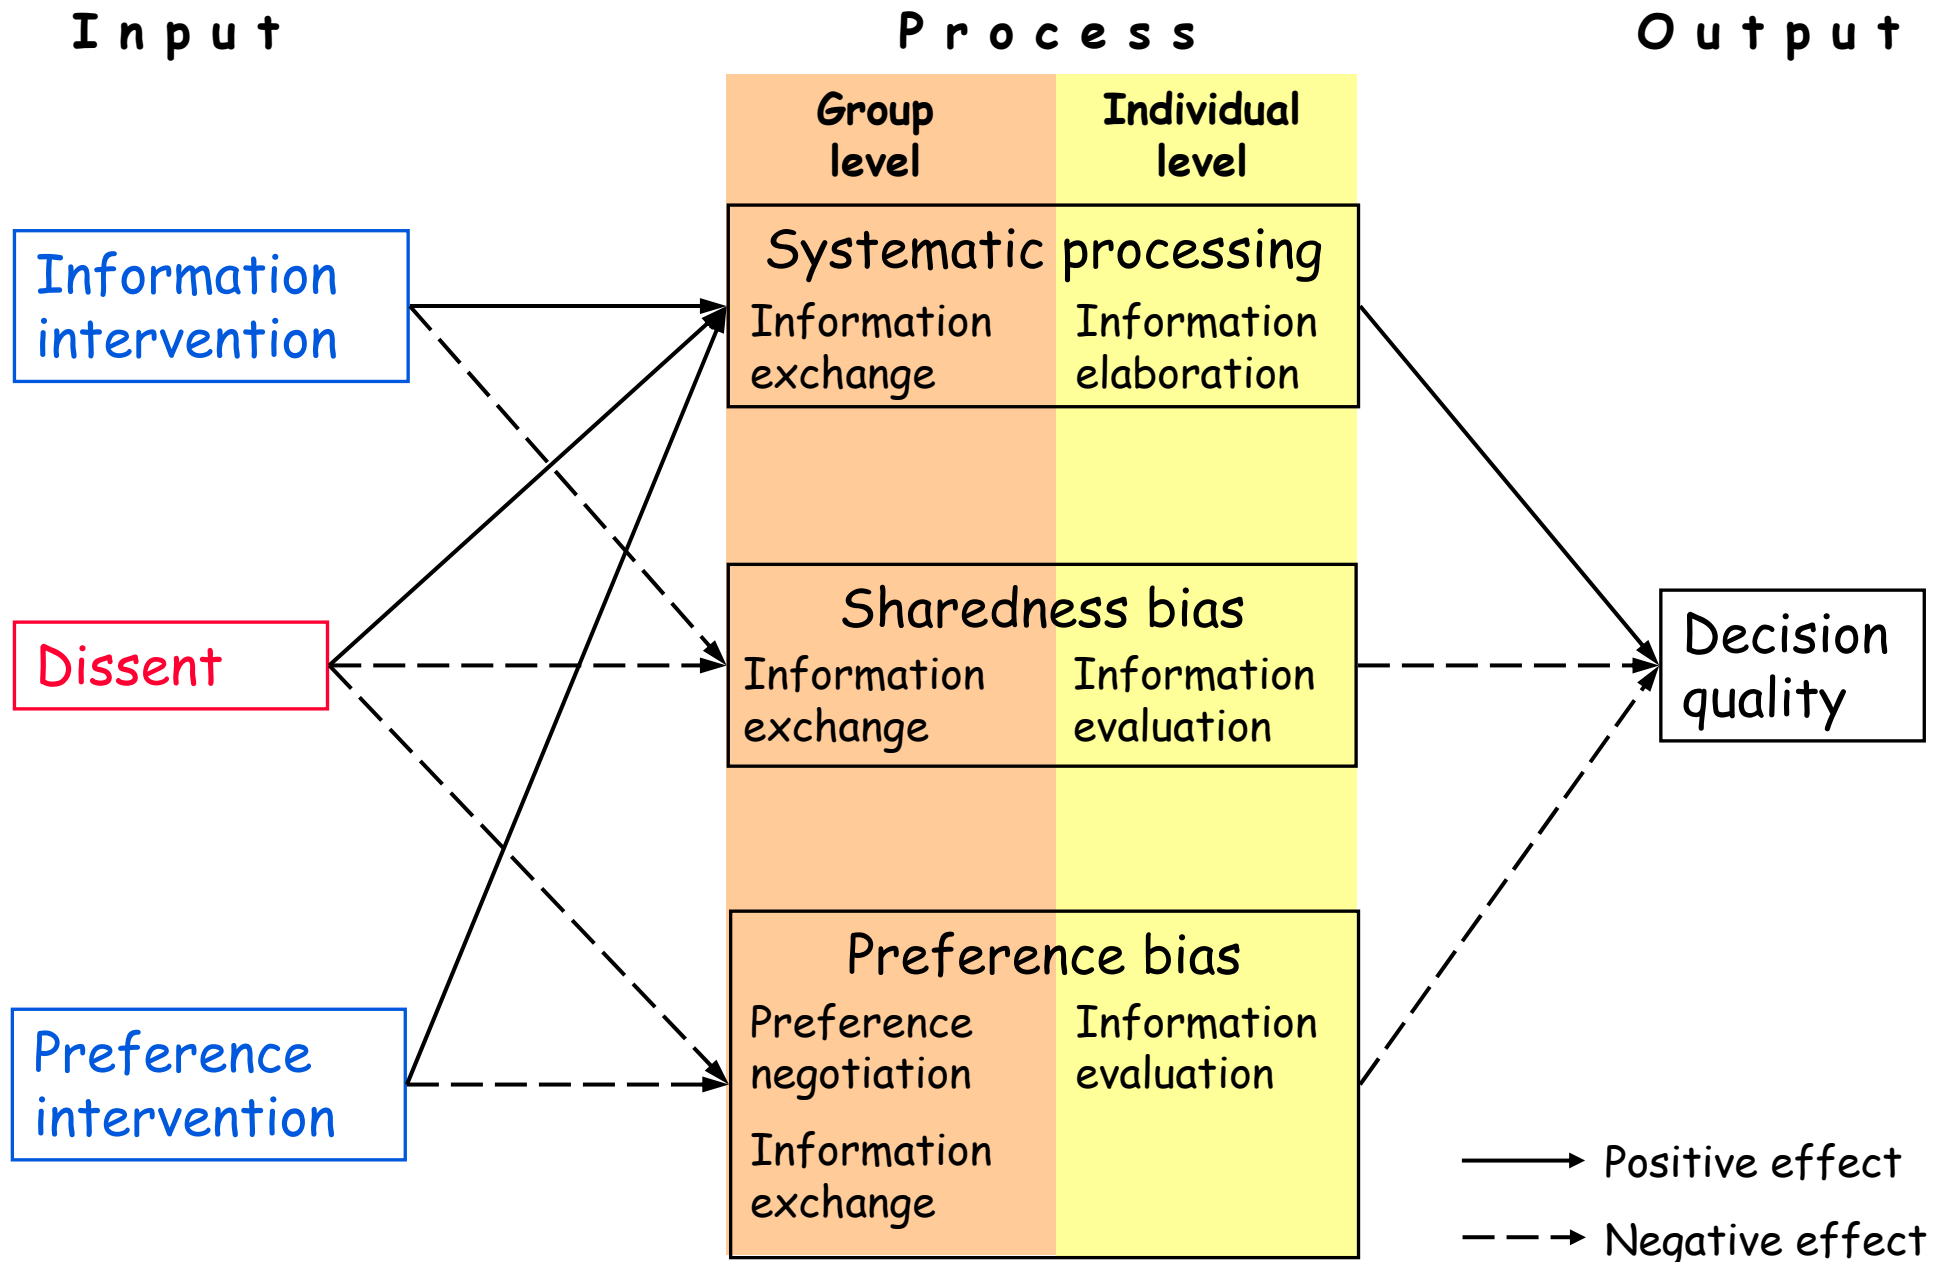 Input
Process
Output
Group
level
Individual
level
Information
intervention
Systematic processing
Information
exchange
Information
elaboration
Dissent
Sharedness bias
Information
exchange
Information
evaluation
Decision
quality
Preference
intervention
Preference bias
Preference
negotiation
Information
exchange
Information
evaluation
Positive effect
Negative effect